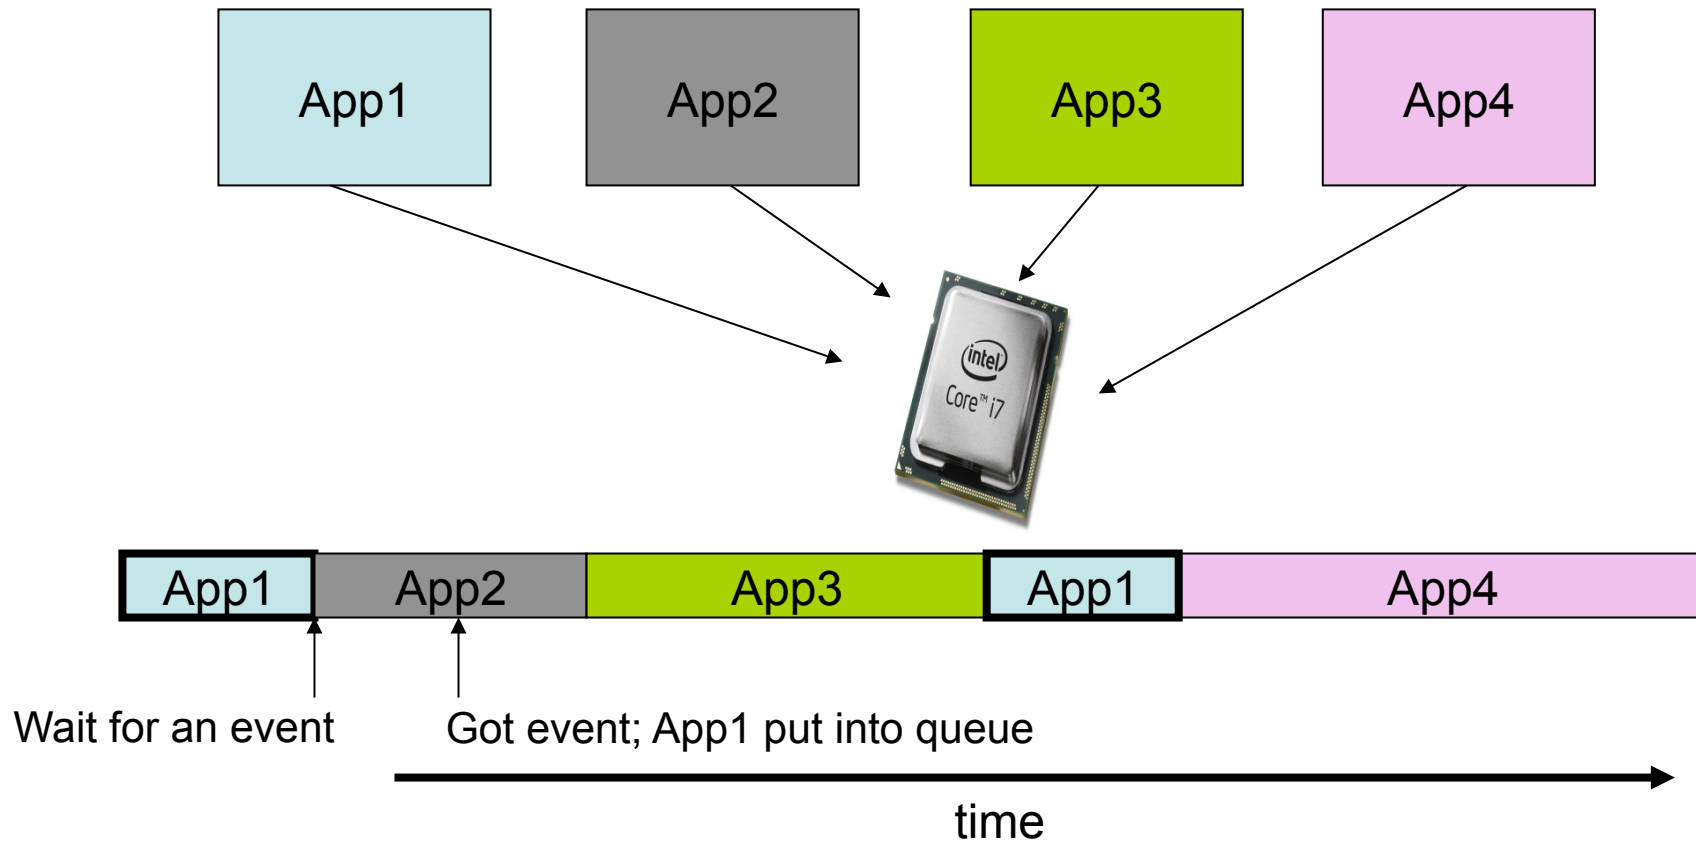 App1
App2
App3
App4
intel
Core™ i7
App1
App2
App3
App1
App4
Wait for an event
Got event; App1 put into queue
time